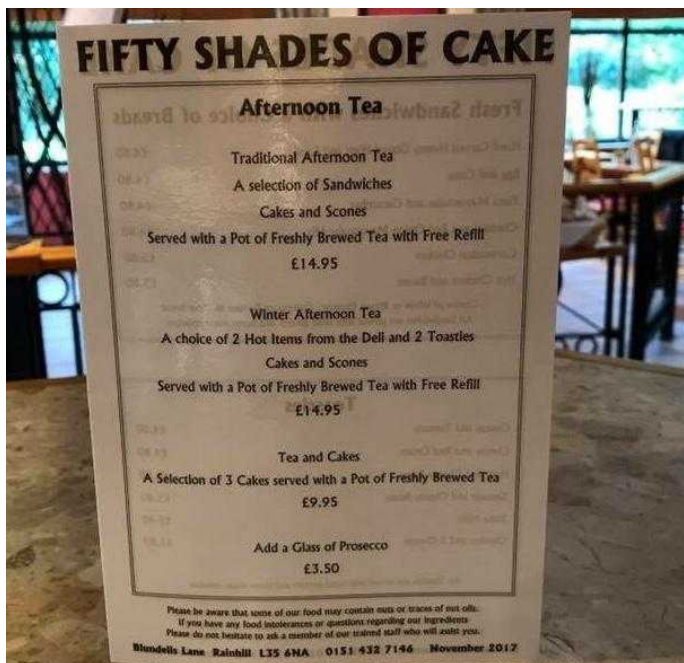 FIFTY SHADES OF CAKE
Afternoon Tea
Traditional Afternoon Tea
A selection of Sandwiches
Cakes and Scones
Served with a Pot of Freshly Brewed Tea with Free Refill
£14.95
Winter Afternoon Tea
A choice of 2 Hot Items from the Deli and 2 Toasties
Cakes and Scones
Served with a Pot of Freshly Brewed Tea with Free Refill
£14.95
Tea and Cakes
A Selection of 3 Cakes served with a Pot of Freshly Brewed Tea
£9.95
Add a Glass of Prosecco
£3.50
Please be aware that some of our food may contain nuts or traces of nut oils.
If you have any food intolerances or questions regarding our ingredients
Please do not hesitate to ask a member of our trained staff who will assist you.
Blundells Lane Rainhill L35 6NA 0151 432 7146 November 2017